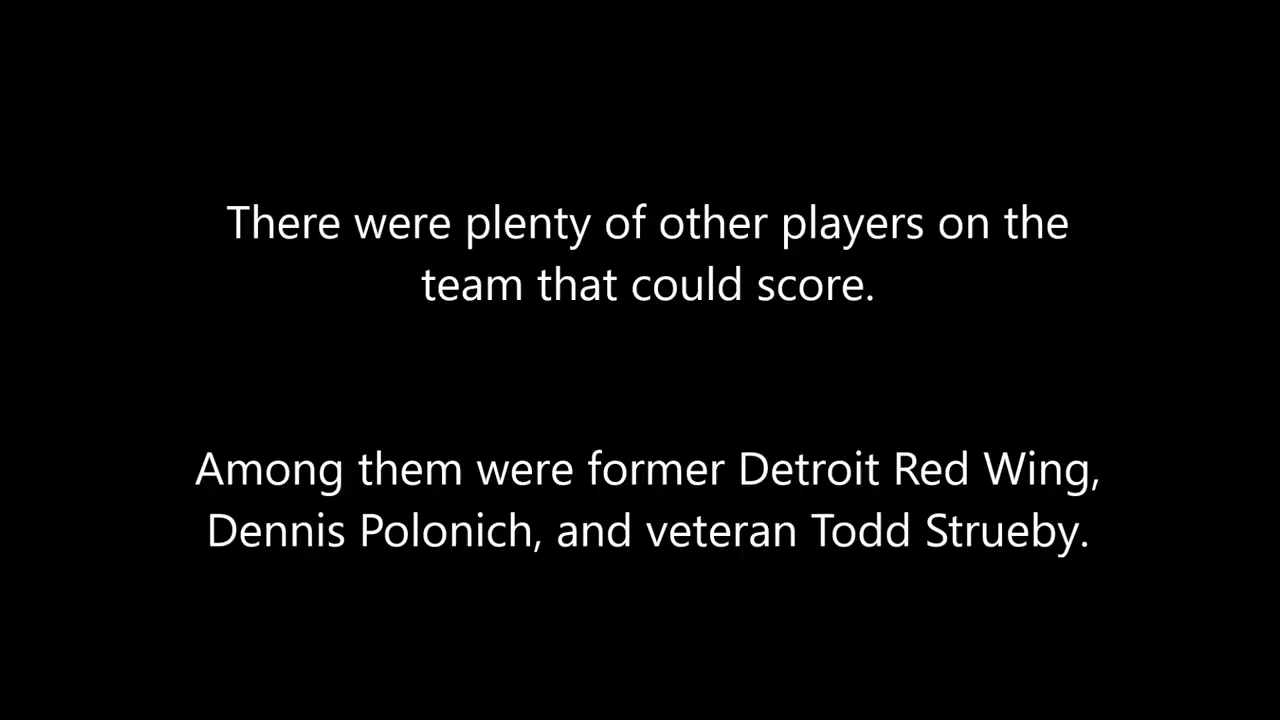 There were plenty of other players on the
team that could score.
Among them were former Detroit Red Wing,
Dennis Polonich, and veteran Todd Strueby.